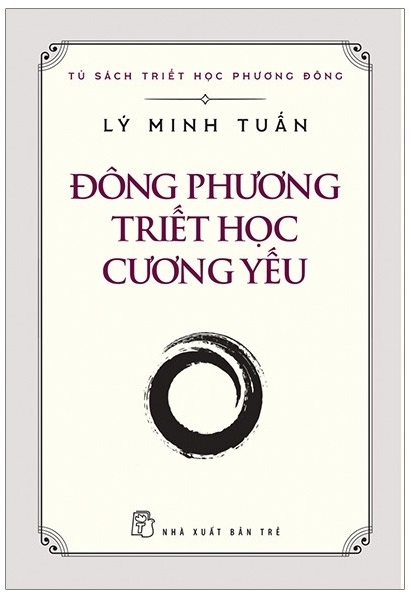 TỦ SÁCH TRIẾT HỌC PHƯƠNG ĐÔNG
LÝ MINH TUẤN
ĐÔNG PHƯƠNG
TRIẾT HỌC
CƯƠNG YẾU
NHÀ XUẤT BẢN TRẺ